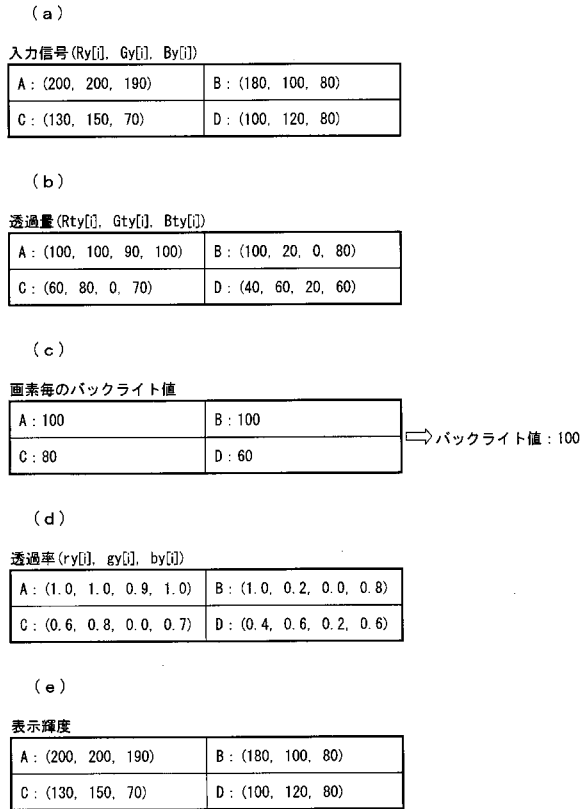 (a)
入力信号(Ry[i], Gy[i], By[i])
A : (200, 200, 190) B : (180, 100, 80)
C : (130, 150, 70) D : (100, 120, 80)
(b)
透過量(Rty[i], Gty[i], Bty[i])
A : (100, 100, 90, 100) B : (100, 20, 0, 80)
C : (60, 80, 0, 70) D : (40, 60, 20, 60)
(c)
画素毎のバックライト値
A : 100 B : 100
C : 80 D : 60
⇨バックライト値 : 100
(d)
透過率(ry[i], gy[i], by[i])
A : (1.0, 1.0, 0.9, 1.0) B : (1.0, 0.2, 0.0, 0.8)
C : (0.6, 0.8, 0.0, 0.7) D : (0.4, 0.6, 0.2, 0.6)
(e)
表示輝度
A : (200, 200, 190) B : (180, 100, 80)
C : (130, 150, 70) D : (100, 120, 80)